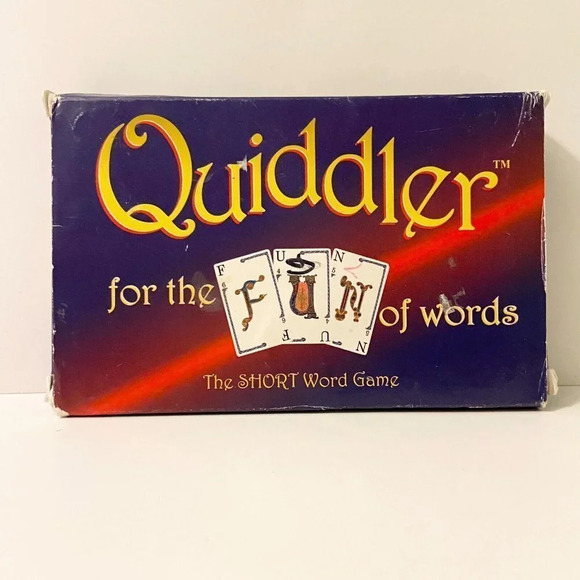 Quiddler™
for the FUN of words
The SHORT Word Game